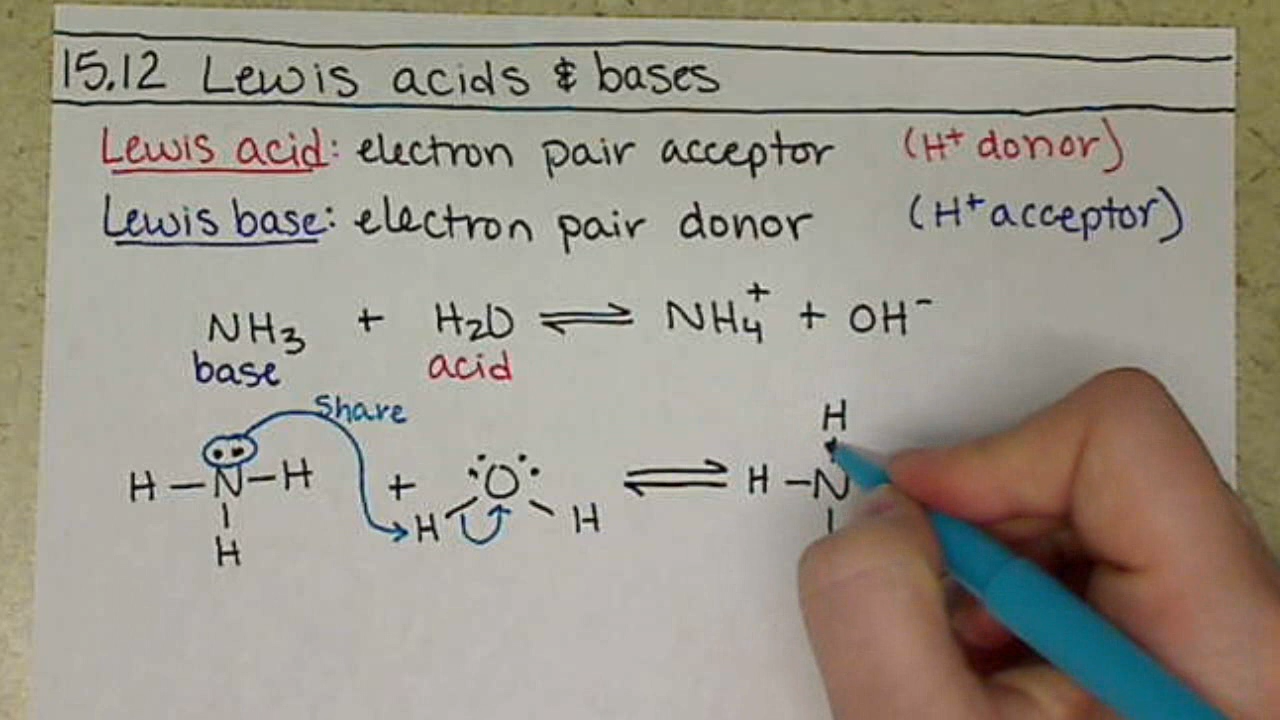 15.12 Lewis acids & bases
Lewis acid: electron pair acceptor (H⁺ donor)
Lewis base: electron pair donor (H⁺ acceptor)
NH₃ + H₂O ⇌ NH₄⁺ + OH⁻
base acid
Share
H
H–N–H + H O H ⇌ H–N
H